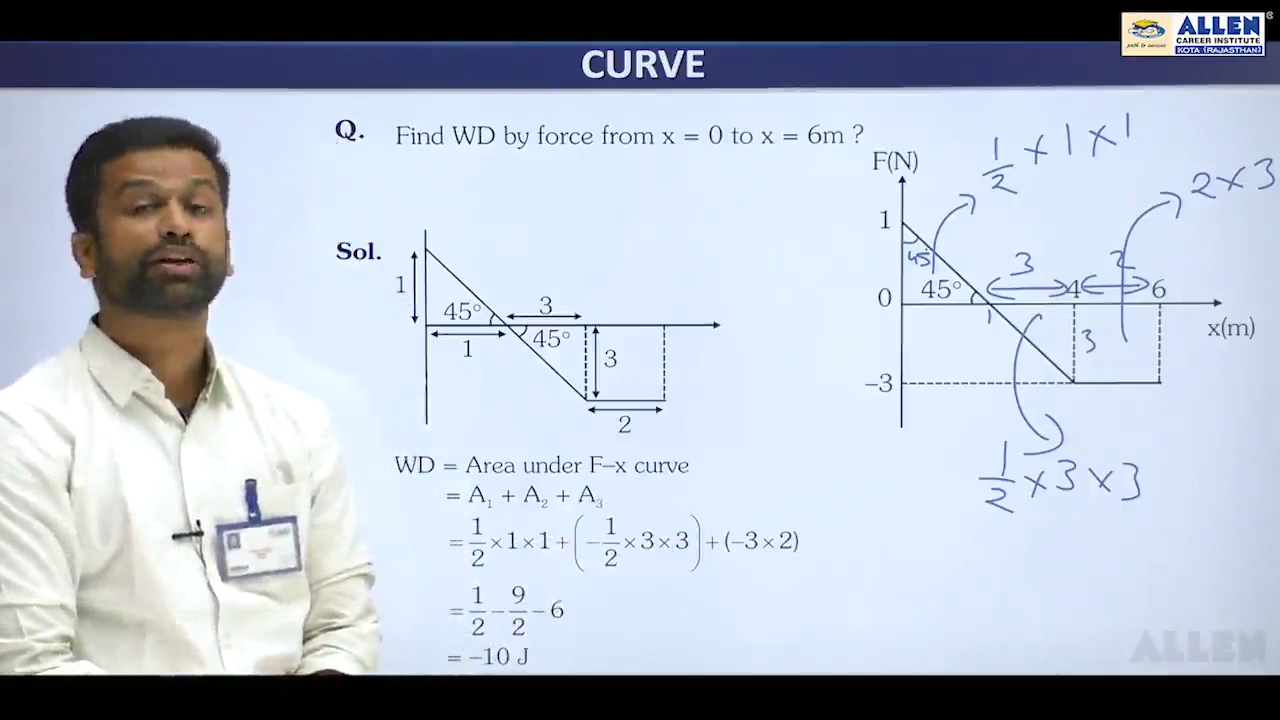 ALLEN
CAREER INSTITUTE
KOTA (RAJASTHAN)
path to success
CURVE
Q. Find WD by force from x = 0 to x = 6m ?
F(N)
1/2 × 1 × 1
2 × 3
1
45°
0
45°
3
4
2
6
1
x(m)
3
−3
1/2 × 3 × 3
Sol.
1
45°
3
1
45°
3
2
WD = Area under F–x curve
= A₁ + A₂ + A₃
= 1/2 × 1 × 1 + (−1/2 × 3 × 3) + (−3 × 2)
= 1/2 − 9/2 − 6
= −10 J
ALLEN